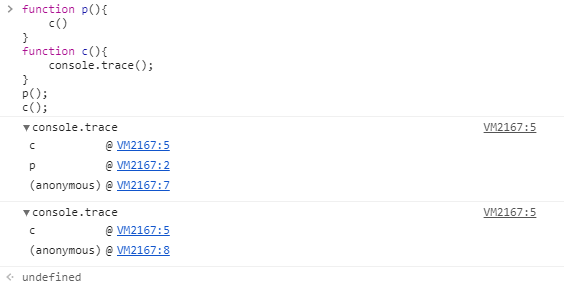 > function p(){
c()
}
function c(){
console.trace();
}
p();
c();
▼console.trace VM2167:5
c @ VM2167:5
p @ VM2167:2
(anonymous) @ VM2167:7
▼console.trace VM2167:5
c @ VM2167:5
(anonymous) @ VM2167:8
<· undefined